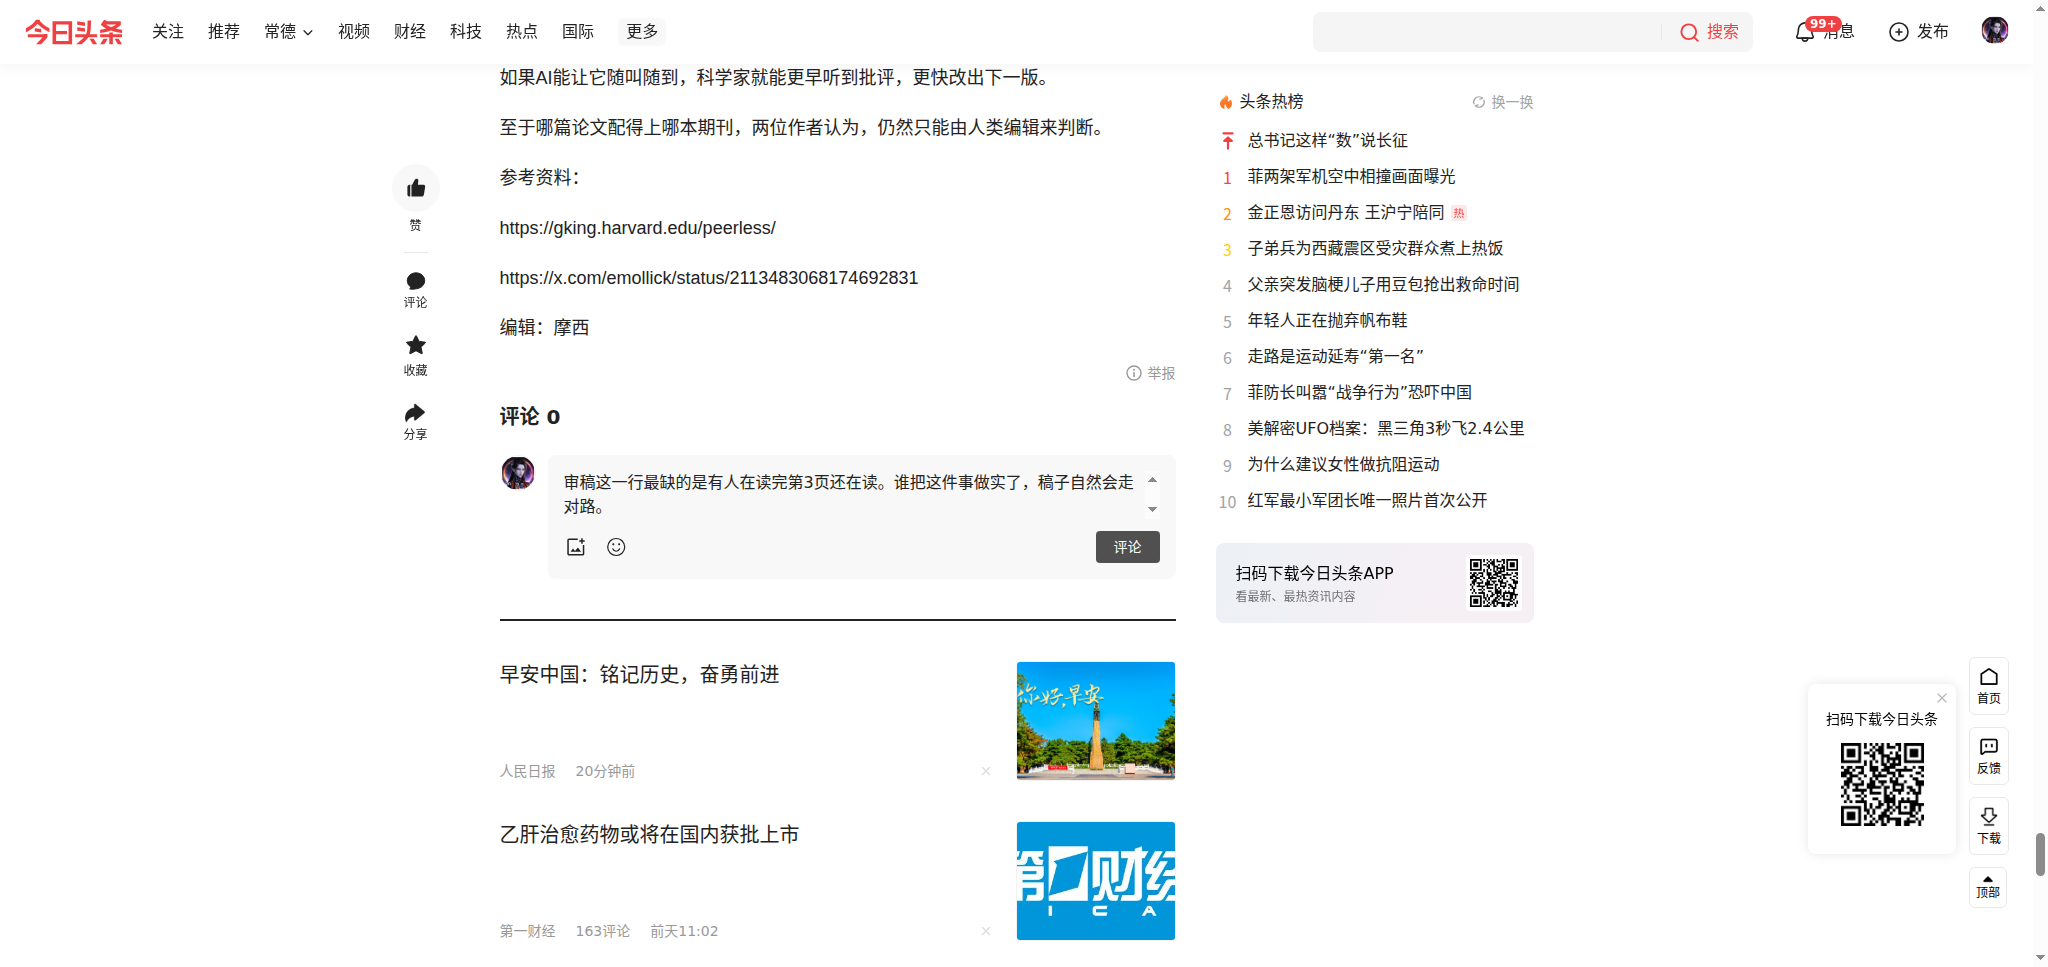 今日头条
关注
推荐
常德
视频
财经
科技
热点
国际
更多
搜索
99+
消息
发布
如果AI能让它随叫随到，科学家就能更早听到批评，更快改出下一版。
至于哪篇论文配得上哪本期刊，两位作者认为，仍然只能由人类编辑来判断。
参考资料：
https://gking.harvard.edu/peerless/
https://x.com/emollick/status/2113483068174692831
编辑：摩西
举报
赞
评论
收藏
分享
评论 0
审稿这一行最缺的是有人在读完第3页还在读。谁把这件事做实了，稿子自然会走
对路。
评论
早安中国：铭记历史，奋勇前进
人民日报 20分钟前
你好,早安
乙肝治愈药物或将在国内获批上市
第一财经 163评论 前天11:02
第一财经
I C A
头条热榜
换一换
总书记这样“数”说长征
1 菲两架军机空中相撞画面曝光
2 金正恩访问丹东 王沪宁陪同 热
3 子弟兵为西藏震区受灾群众煮上热饭
4 父亲突发脑梗儿子用豆包抢出救命时间
5 年轻人正在抛弃帆布鞋
6 走路是运动延寿“第一名”
7 菲防长叫嚣“战争行为”恐吓中国
8 美解密UFO档案：黑三角3秒飞2.4公里
9 为什么建议女性做抗阻运动
10 红军最小军团长唯一照片首次公开
扫码下载今日头条APP
看最新、最热资讯内容
扫码下载今日头条
首页
反馈
下载
顶部